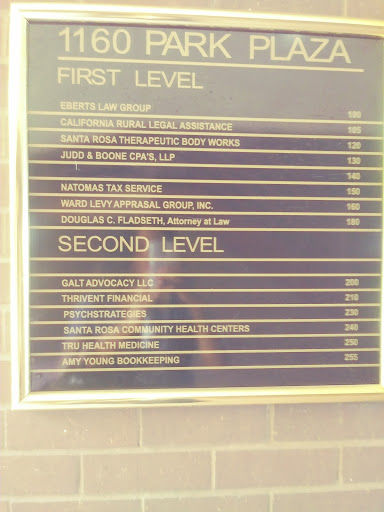 1160 PARK PLAZA
FIRST LEVEL
EBERTS LAW GROUP 100
CALIFORNIA RURAL LEGAL ASSISTANCE 105
SANTA ROSA THERAPEUTIC BODY WORKS 120
JUDD & BOONE CPA'S, LLP 130
140
NATOMAS TAX SERVICE 150
WARD LEVY APPRASAL GROUP, INC. 160
DOUGLAS C. FLADSETH, Attorney at Law 180
SECOND LEVEL
GALT ADVOCACY LLC 200
THRIVENT FINANCIAL 210
PSYCHSTRATEGIES 230
SANTA ROSA COMMUNITY HEALTH CENTERS 240
TRU HEALTH MEDICINE 250
AMY YOUNG BOOKKEEPING 255